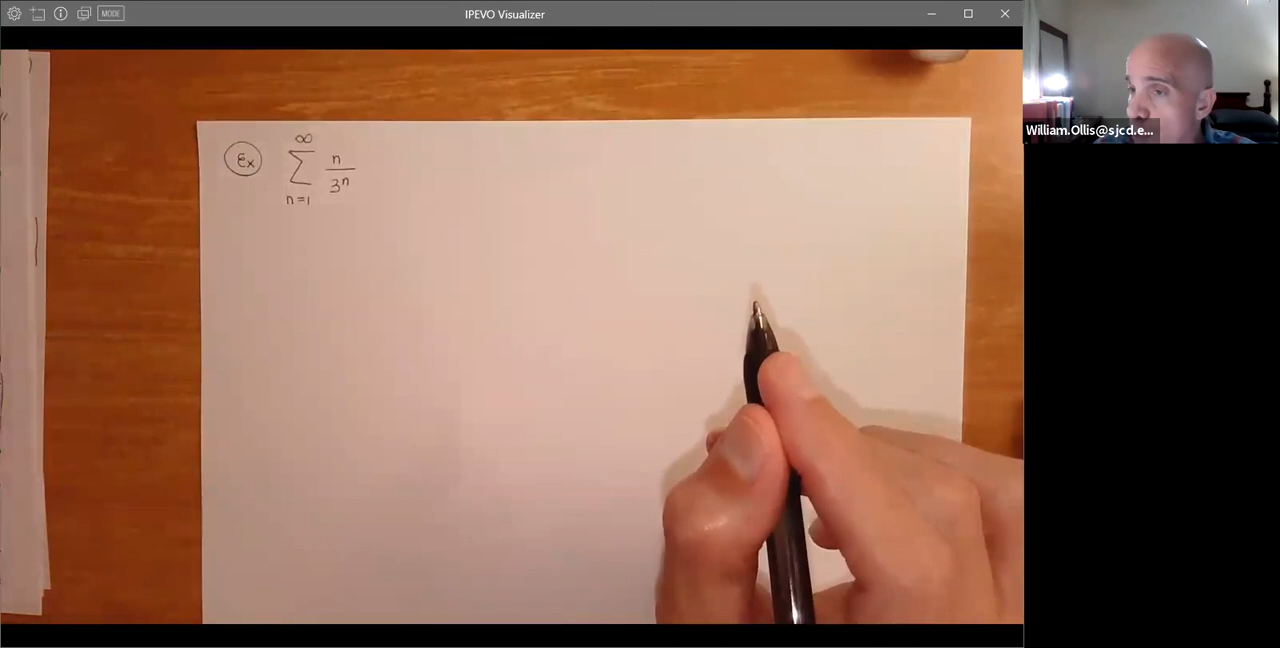 MODE
IPEVO Visualizer
William.Ollis@sjcd.e...
Ex
∞
∑ n/3ⁿ
n=1